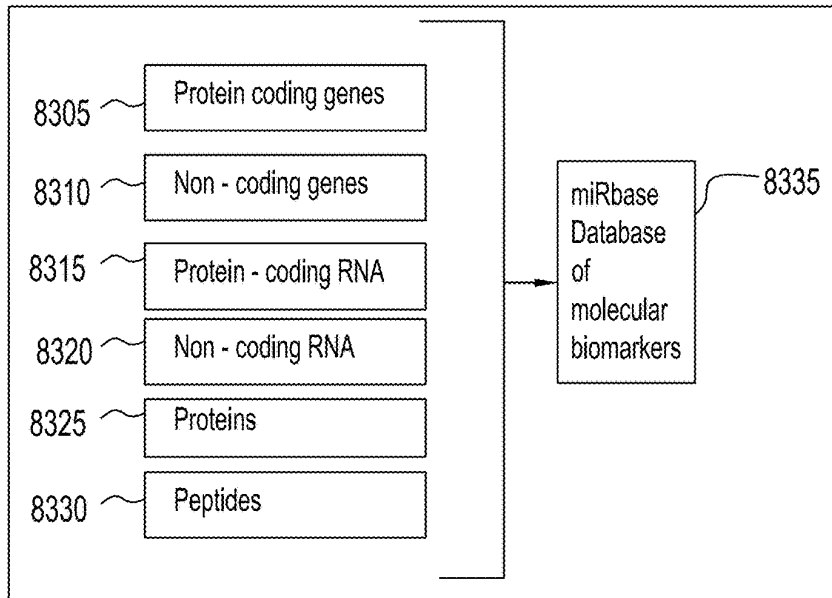 8305
Protein coding genes
8310
Non - coding genes
8315
Protein - coding RNA
8320
Non - coding RNA
8325
Proteins
8330
Peptides
miRbase
Database
of
molecular
biomarkers
8335